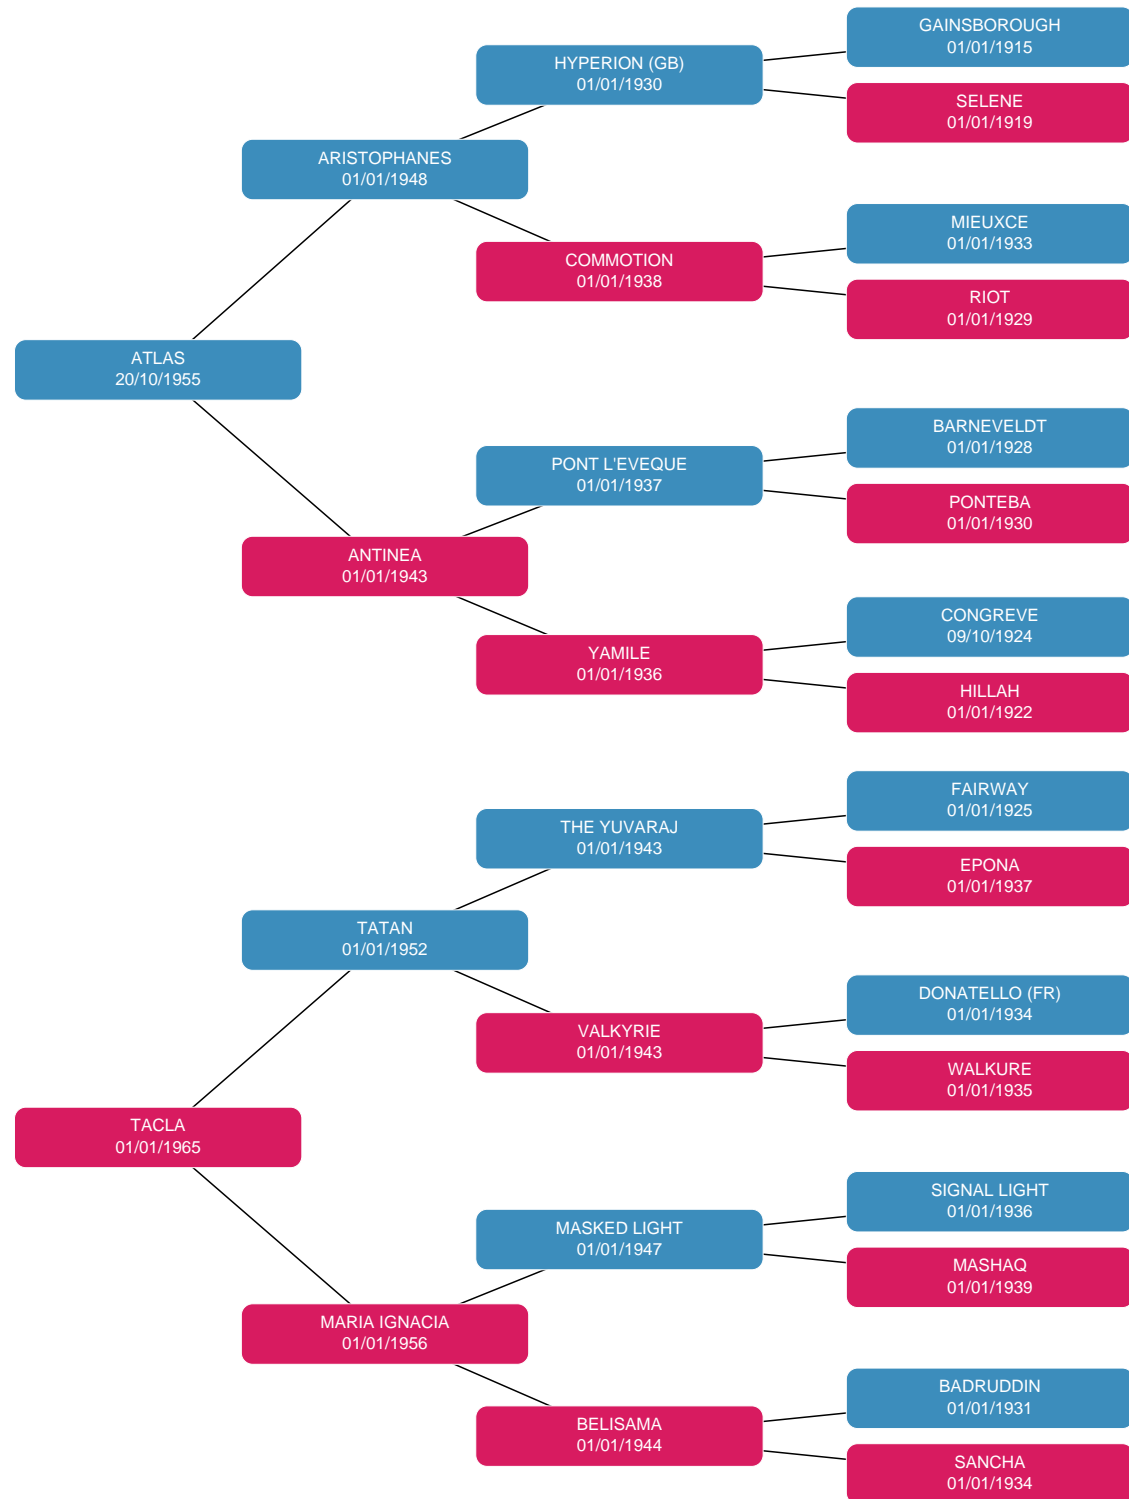 GAINSBOROUGH
01/01/1915
HYPERION (GB)
01/01/1930
SELENE
01/01/1919
ARISTOPHANES
01/01/1948
MIEUXCE
01/01/1933
COMMOTION
01/01/1938
RIOT
01/01/1929
ATLAS
20/10/1955
BARNEVELDT
01/01/1928
PONT L'EVEQUE
01/01/1937
PONTEBA
01/01/1930
ANTINEA
01/01/1943
CONGREVE
09/10/1924
YAMILE
01/01/1936
HILLAH
01/01/1922
FAIRWAY
01/01/1925
THE YUVARAJ
01/01/1943
EPONA
01/01/1937
TATAN
01/01/1952
DONATELLO (FR)
01/01/1934
VALKYRIE
01/01/1943
WALKURE
01/01/1935
TACLA
01/01/1965
SIGNAL LIGHT
01/01/1936
MASKED LIGHT
01/01/1947
MASHAQ
01/01/1939
MARIA IGNACIA
01/01/1956
BADRUDDIN
01/01/1931
BELISAMA
01/01/1944
SANCHA
01/01/1934